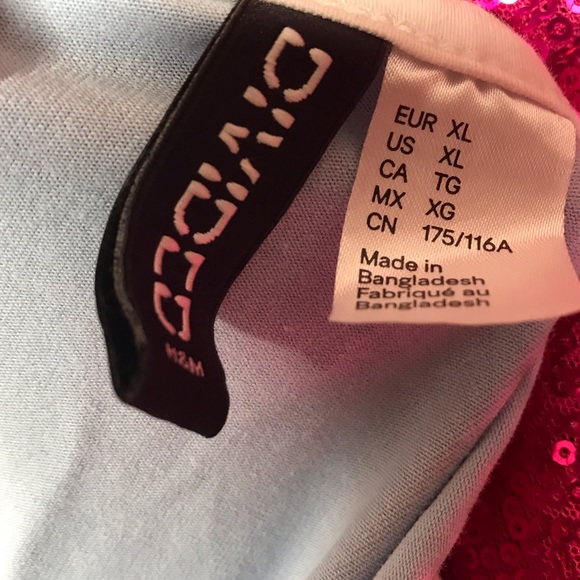 DIVIDED
H&M
EUR XL
US XL
CA TG
MX XG
CN 175/116A
Made in
Bangladesh
Fabriqué au
Bangladesh